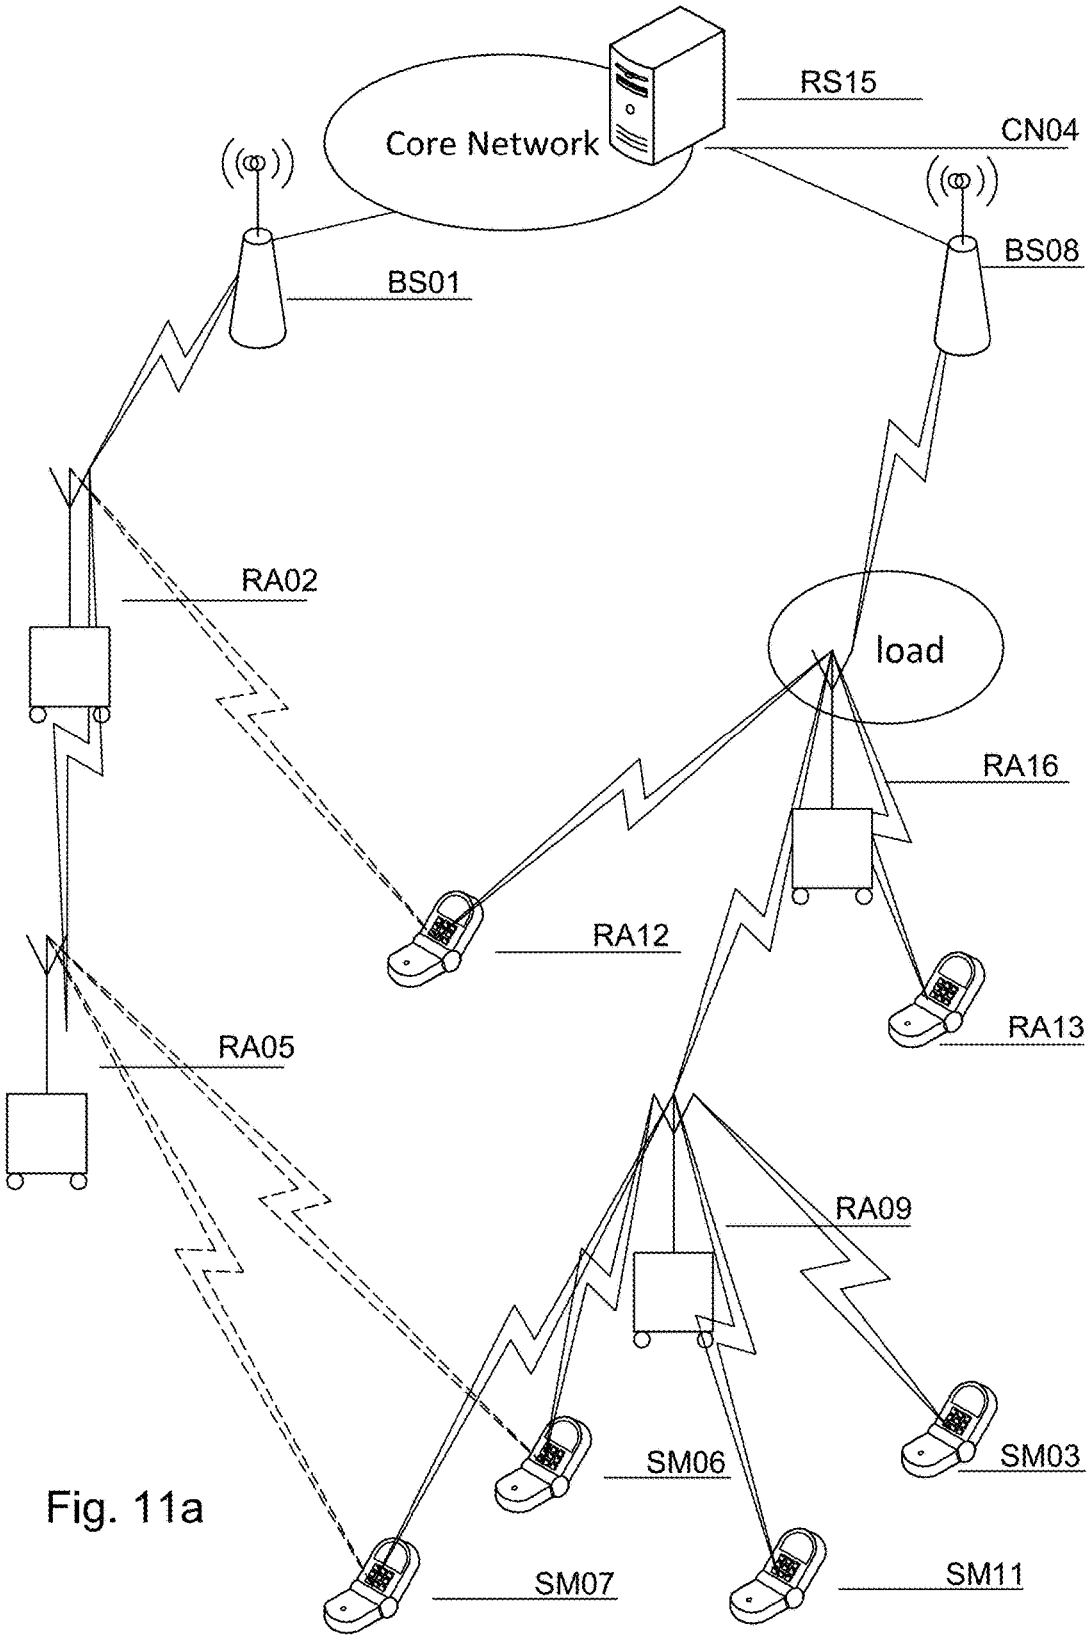 RS15
Core Network
CN04
BS08
BS01
RA02
load
RA16
RA12
RA13
RA05
RA09
SM03
SM06
Fig. 11a
SM07
SM11